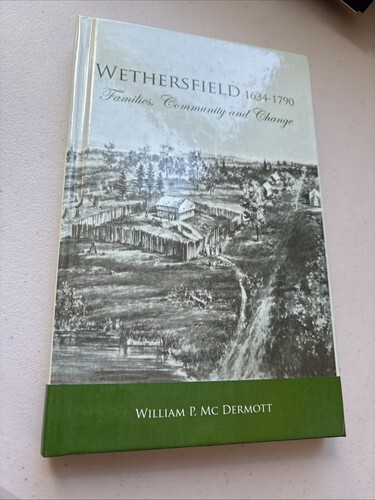 WETHERSFIELD 1634-1790
Families, Community and Change
WILLIAM P. MC DERMOTT